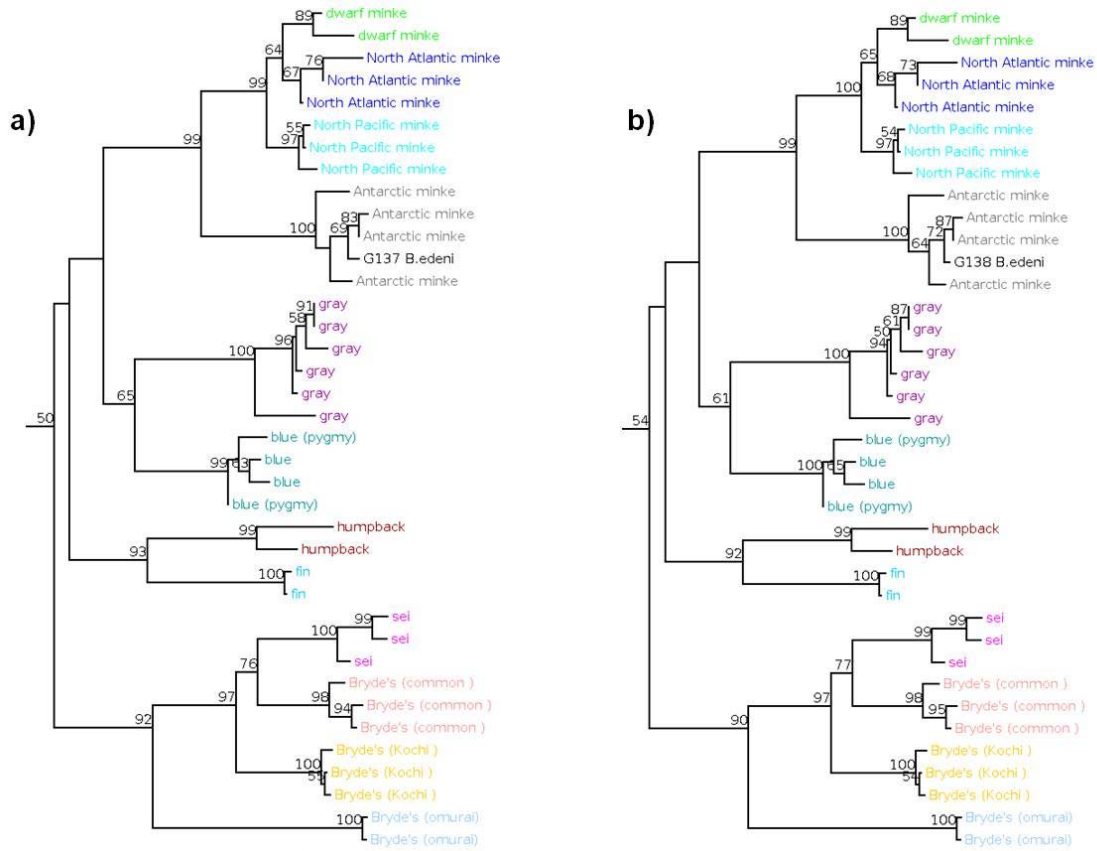 a)
89
dwarf minke
dwarf minke
64
76
North Atlantic minke
67
North Atlantic minke
99
North Atlantic minke
55
North Pacific minke
97
North Pacific minke
99
North Pacific minke
Antarctic minke
83
Antarctic minke
100
69
Antarctic minke
G137 B.edeni
Antarctic minke
91
gray
58
gray
96
gray
100
gray
gray
65
gray
50
blue (pygmy)
99
63
blue
blue
blue (pygmy)
99
humpback
93
humpback
100
fin
fin
99
sei
100
sei
76
sei
98
Bryde's (common )
97
94
Bryde's (common )
92
Bryde's (common )
100
Bryde's (Kochi )
55
Bryde's (Kochi )
Bryde's (Kochi )
100
Bryde's (omurai)
Bryde's (omurai)
b)
89
dwarf minke
dwarf minke
65
73
North Atlantic minke
68
North Atlantic minke
100
North Atlantic minke
54
North Pacific minke
97
North Pacific minke
99
North Pacific minke
Antarctic minke
87
Antarctic minke
100
72
Antarctic minke
64
G138 B.edeni
Antarctic minke
87
gray
61
gray
50
94
gray
100
gray
gray
61
gray
54
blue (pygmy)
100
65
blue
blue
blue (pygmy)
99
humpback
92
humpback
100
fin
fin
99
sei
99
sei
77
sei
98
Bryde's (common )
97
95
Bryde's (common )
90
Bryde's (common )
100
Bryde's (Kochi )
54
Bryde's (Kochi )
Bryde's (Kochi )
100
Bryde's (omurai)
Bryde's (omurai)